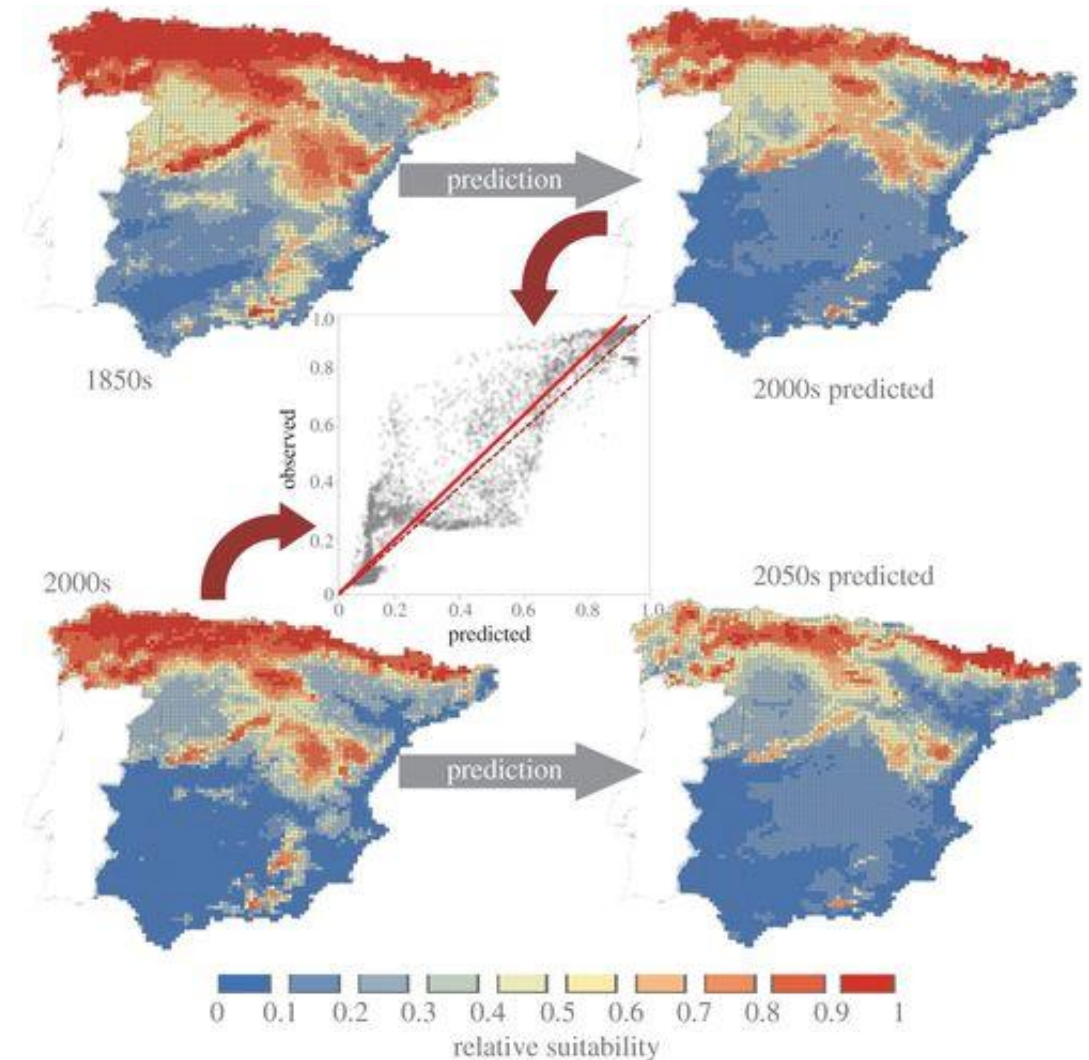 prediction
1850s
2000s predicted
1.0
0.8
0.6
0.4
0.2
0
observed
0 0.2 0.4 0.6 0.8 1.0
predicted
2000s
2050s predicted
prediction
0 0.1 0.2 0.3 0.4 0.5 0.6 0.7 0.8 0.9 1
relative suitability